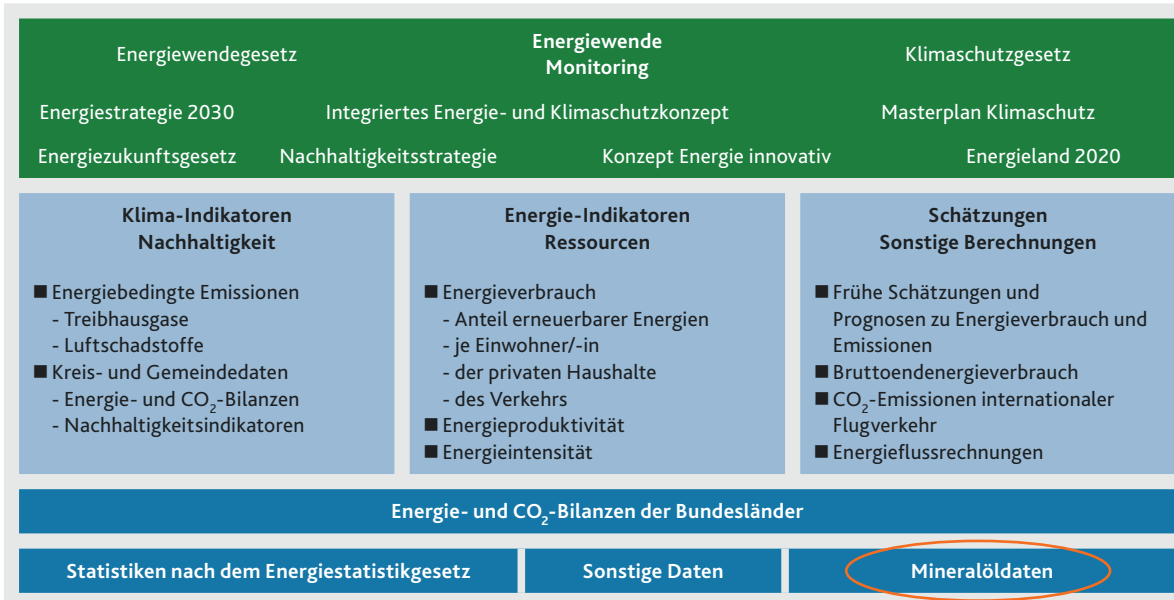 Energiewendegesetz
Energiewende
Monitoring
Klimaschutzgesetz
Energiestrategie 2030
Integriertes Energie- und Klimaschutzkonzept
Masterplan Klimaschutz
Energiezukunftsgesetz
Nachhaltigkeitsstrategie
Konzept Energie innovativ
Energieland 2020
Klima-Indikatoren
Nachhaltigkeit
■ Energiebedingte Emissionen
- Treibhausgase
- Luftschadstoffe
■ Kreis- und Gemeindedaten
- Energie- und CO₂-Bilanzen
- Nachhaltigkeitsindikatoren
Energie-Indikatoren
Ressourcen
■ Energieverbrauch
- Anteil erneuerbarer Energien
- je Einwohner/-in
- der privaten Haushalte
- des Verkehrs
■ Energieproduktivität
■ Energieintensität
Schätzungen
Sonstige Berechnungen
■ Frühe Schätzungen und
Prognosen zu Energieverbrauch und
Emissionen
■ Bruttoendenergieverbrauch
■ CO₂-Emissionen internationaler
Flugverkehr
■ Energieflussrechnungen
Energie- und CO₂-Bilanzen der Bundesländer
Statistiken nach dem Energiestatistikgesetz
Sonstige Daten
Mineralöldaten